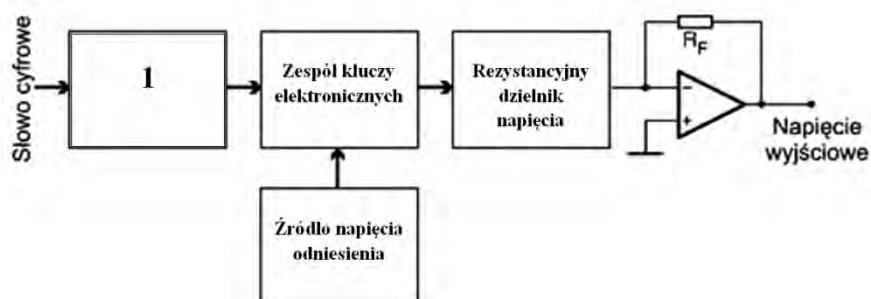 Słowo cyfrowe
1
Zespół kluczy
elektronicznych
Rezystancyjny
dzielnik
napięcia
R_F
−
+
Napięcie
wyjściowe
Źródło napięcia
odniesienia